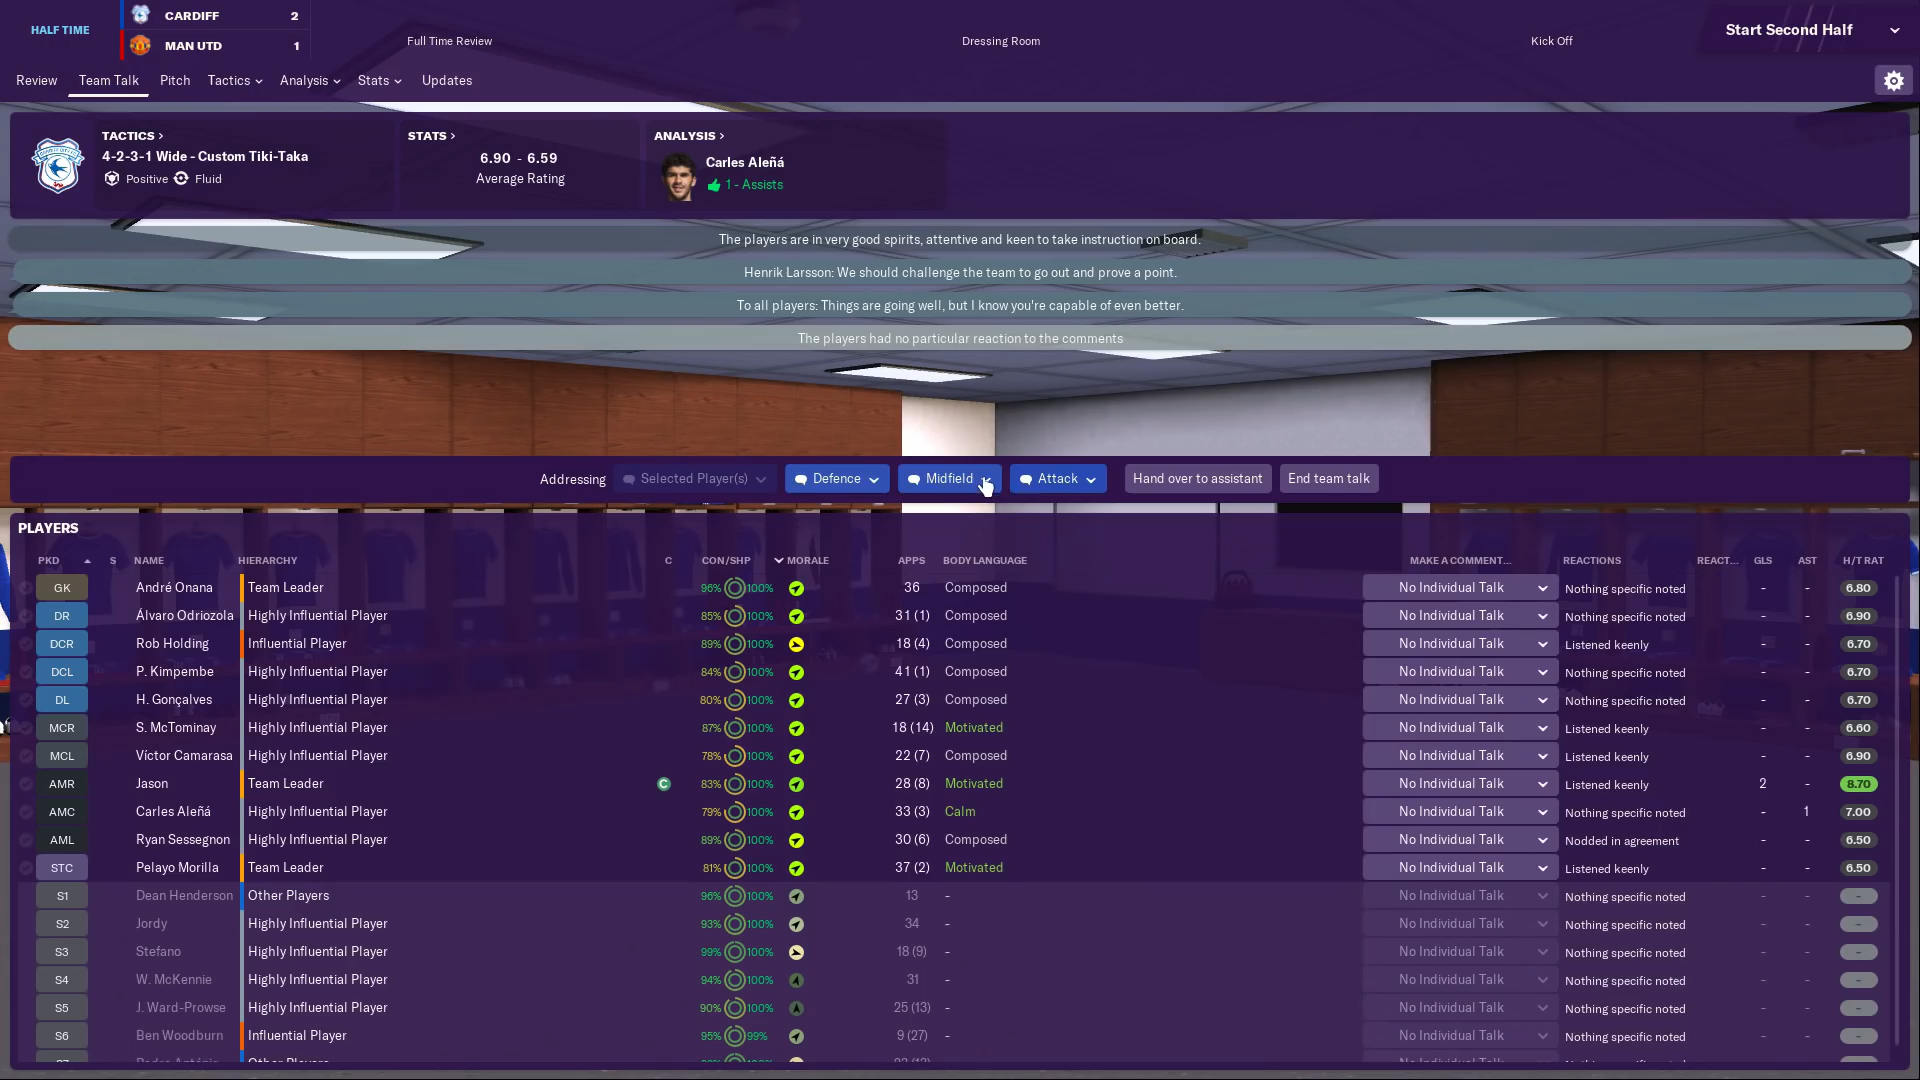 HALF TIME
CARDIFF 2
MAN UTD 1
Full Time Review
Dressing Room
Kick Off
Start Second Half
Review Team Talk Pitch Tactics Analysis Stats Updates
TACTICS >
4-2-3-1 Wide - Custom Tiki-Taka
Positive Fluid
STATS >
6.90 - 6.59
Average Rating
ANALYSIS >
Carles Aleñá
1 - Assists
The players are in very good spirits, attentive and keen to take instruction on board.
Henrik Larsson: We should challenge the team to go out and prove a point.
To all players: Things are going well, but I know you're capable of even better.
The players had no particular reaction to the comments
Addressing Selected Player(s) Defence Midfield Attack Hand over to assistant End team talk
PLAYERS
PKD S NAME HIERARCHY C CON/SHP MORALE APPS BODY LANGUAGE MAKE A COMMENT... REACTIONS REACT... GLS AST H/T RAT
GK André Onana Team Leader 96% 100% 36 Composed No Individual Talk Nothing specific noted - - 6.80
DR Álvaro Odriozola Highly Influential Player 85% 100% 31 (1) Composed No Individual Talk Nothing specific noted - - 6.90
DCR Rob Holding Influential Player 89% 100% 18 (4) Composed No Individual Talk Listened keenly - - 6.70
DCL P. Kimpembe Highly Influential Player 84% 100% 41 (1) Composed No Individual Talk Nothing specific noted - - 6.70
DL H. Gonçalves Highly Influential Player 80% 100% 27 (3) Composed No Individual Talk Nothing specific noted - - 6.70
MCR S. McTominay Highly Influential Player 87% 100% 18 (14) Motivated No Individual Talk Listened keenly - - 6.60
MCL Víctor Camarasa Highly Influential Player 78% 100% 22 (7) Composed No Individual Talk Listened keenly - - 6.90
AMR Jason Team Leader C 83% 100% 28 (8) Motivated No Individual Talk Listened keenly 2 - 8.70
AMC Carles Aleñá Highly Influential Player 79% 100% 33 (3) Calm No Individual Talk Nothing specific noted - 1 7.00
AML Ryan Sessegnon Highly Influential Player 89% 100% 30 (6) Composed No Individual Talk Nodded in agreement - - 6.50
STC Pelayo Morilla Team Leader 81% 100% 37 (2) Motivated No Individual Talk Listened keenly - - 6.50
S1 Dean Henderson Other Players 96% 100% 13 - No Individual Talk Nothing specific noted - - -
S2 Jordy Highly Influential Player 93% 100% 34 - No Individual Talk Nothing specific noted - - -
S3 Stefano Highly Influential Player 99% 100% 18 (9) - No Individual Talk Nothing specific noted - - -
S4 W. McKennie Highly Influential Player 94% 100% 31 - No Individual Talk Nothing specific noted - - -
S5 J. Ward-Prowse Highly Influential Player 90% 100% 25 (13) - No Individual Talk Nothing specific noted - - -
S6 Ben Woodburn Influential Player 95% 99% 9 (27) - No Individual Talk Nothing specific noted - - -